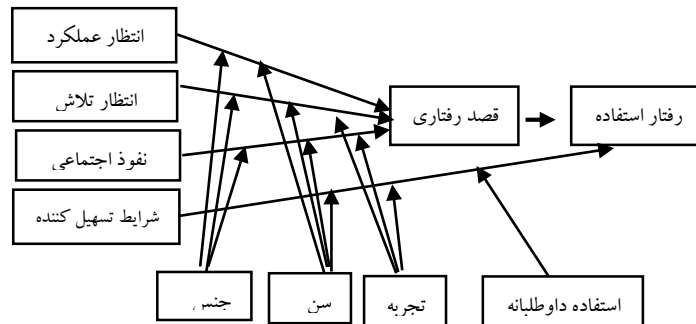 انتظار عملکرد
انتظار تلاش
قصد رفتاری
رفتار استفاده
نفوذ اجتماعی
شرایط تسهیل کننده
جنس
سن
تجربه
استفاده داوطلبانه